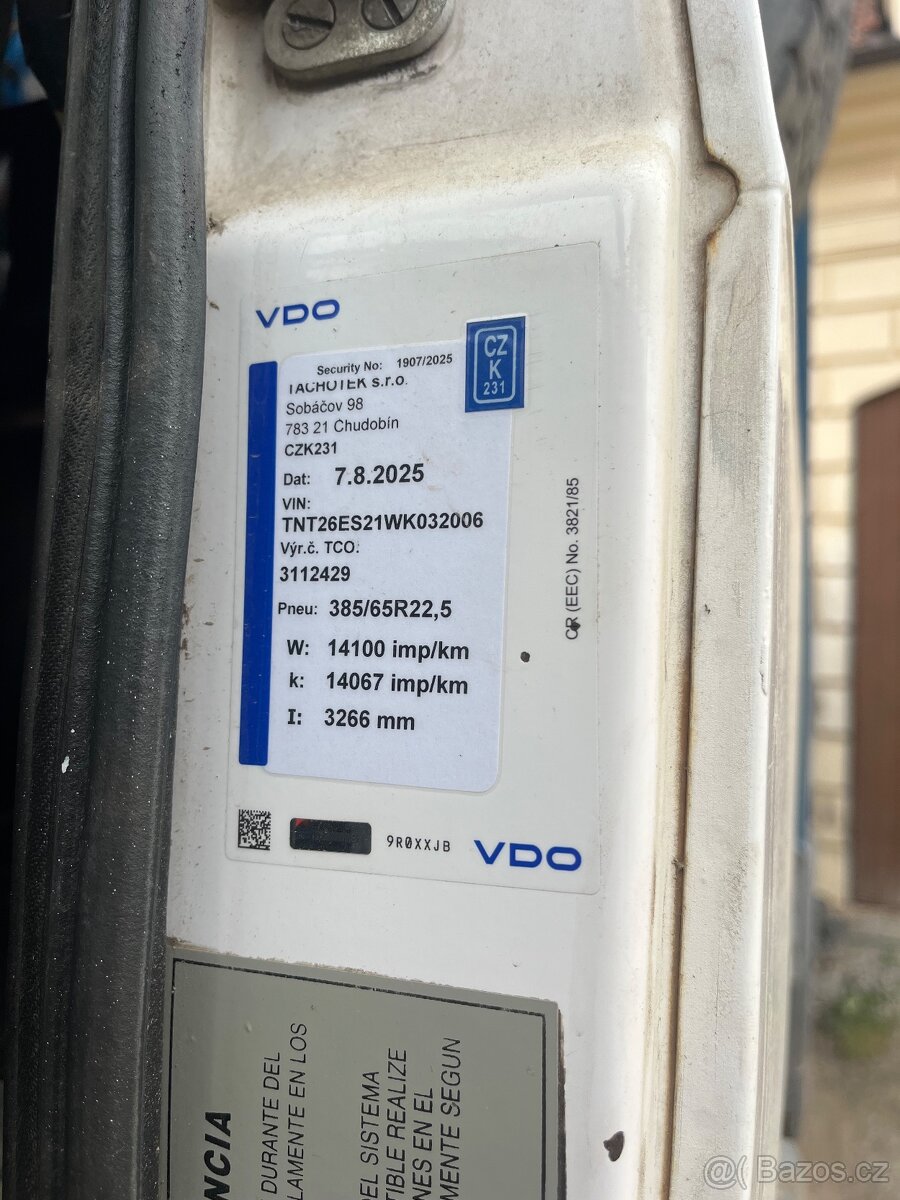 VDO
CZ
K
231
Security No: 1907/2025
TACHOTEK s.r.o.
Sobáčov 98
783 21 Chudobín
CZK231
Dat: 7.8.2025
VIN:
TNT26ES21WK032006
Výr.č. TCO:
3112429
Pneu: 385/65R22,5
W: 14100 imp/km
k: 14067 imp/km
I: 3266 mm
CR (EEC) No. 3821/85
9R0XXJB
VDO
NCIA
DURANTE DEL
LAMENTE EN LOS
EL SISTEMA
TIBLE REALIZE
NES EN EL
MENTE SEGUN
@( Bazos.cz